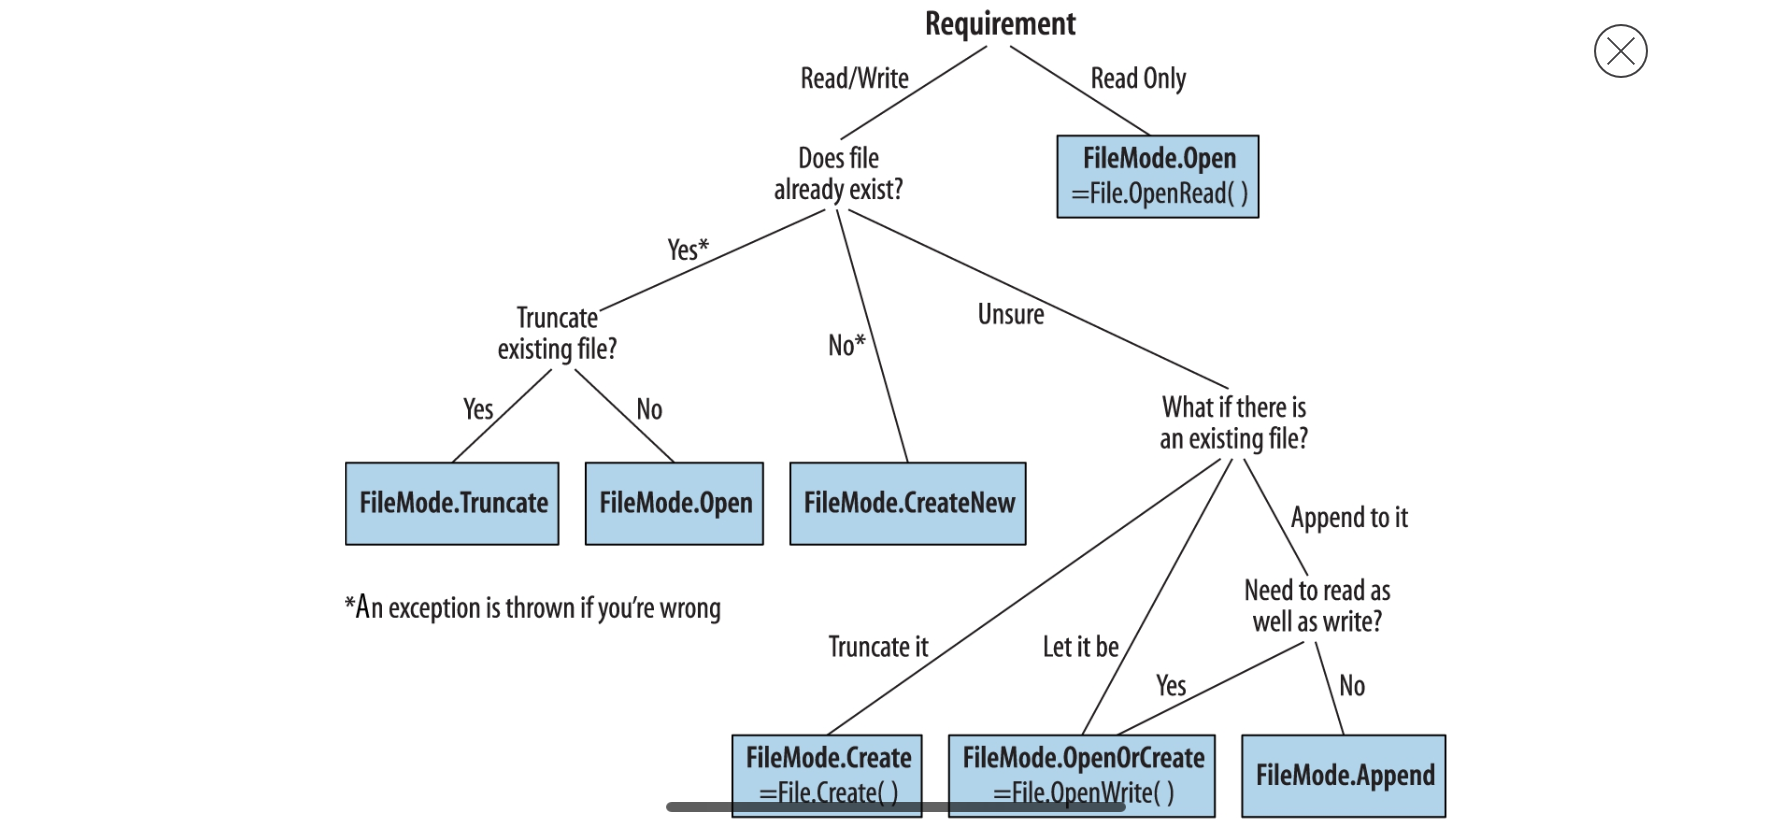 Requirement
Read/Write
Read Only
Does file
already exist?
FileMode.Open
=File.OpenRead( )
Yes*
Unsure
No*
Truncate
existing file?
Yes
No
What if there is
an existing file?
FileMode.Truncate
FileMode.Open
FileMode.CreateNew
Append to it
*An exception is thrown if you're wrong
Need to read as
well as write?
Truncate it
Let it be
Yes
No
FileMode.Create
=File.Create( )
FileMode.OpenOrCreate
=File.OpenWrite( )
FileMode.Append